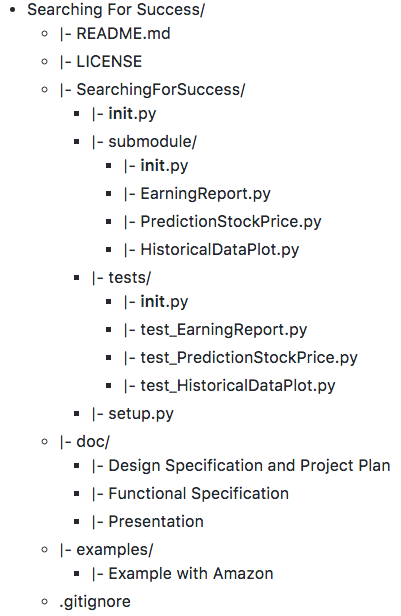 Searching For Success/
|- README.md
|- LICENSE
|- SearchingForSuccess/
|- init.py
|- submodule/
|- init.py
|- EarningReport.py
|- PredictionStockPrice.py
|- HistoricalDataPlot.py
|- tests/
|- init.py
|- test_EarningReport.py
|- test_PredictionStockPrice.py
|- test_HistoricalDataPlot.py
|- setup.py
|- doc/
|- Design Specification and Project Plan
|- Functional Specification
|- Presentation
|- examples/
|- Example with Amazon
.gitignore